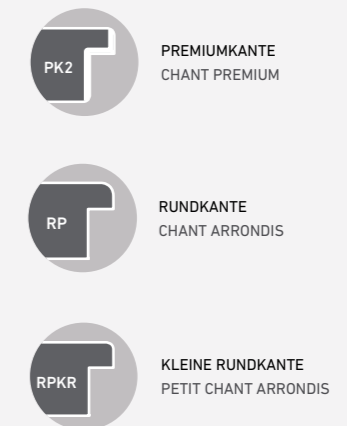 PK2
PREMIUMKANTE
CHANT PREMIUM
RP
RUNDKANTE
CHANT ARRONDIS
RPKR
KLEINE RUNDKANTE
PETIT CHANT ARRONDIS